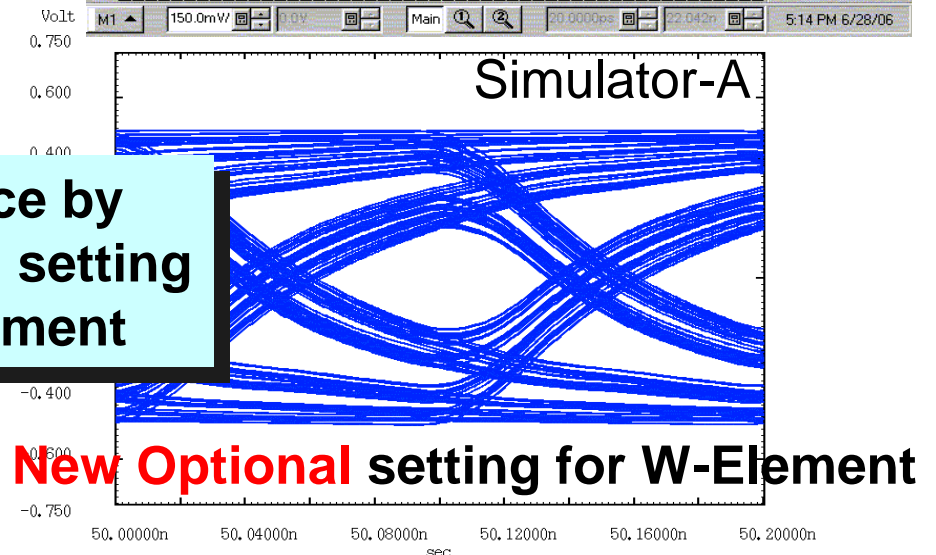 Volt
M1 150.0mV/ 0.0V Main 1 2 20.0000ps 22.042n 5:14 PM 6/28/06
0.750
Simulator-A
0.600
0.400
ce by
setting
ment
-0.400
-0.600
New Optional setting for W-Element
-0.750
50.00000n 50.04000n 50.08000n 50.12000n 50.16000n 50.20000n
sec